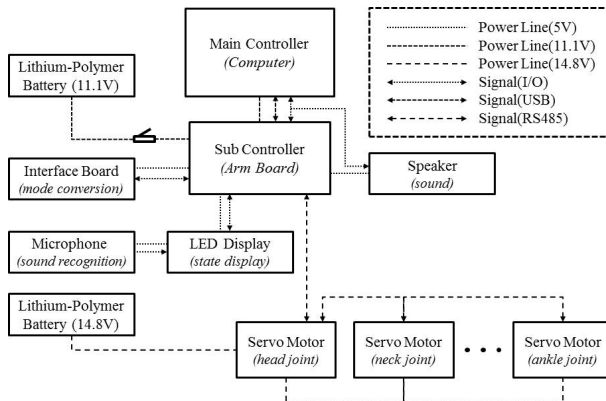 Main Controller
(Computer)
Power Line(5V)
Power Line(11.1V)
Power Line(14.8V)
Signal(I/O)
Signal(USB)
Signal(RS485)
Lithium-Polymer
Battery (11.1V)
Sub Controller
(Arm Board)
Interface Board
(mode conversion)
Speaker
(sound)
Microphone
(sound recognition)
LED Display
(state display)
Lithium-Polymer
Battery (14.8V)
Servo Motor
(head joint)
Servo Motor
(neck joint)
Servo Motor
(ankle joint)